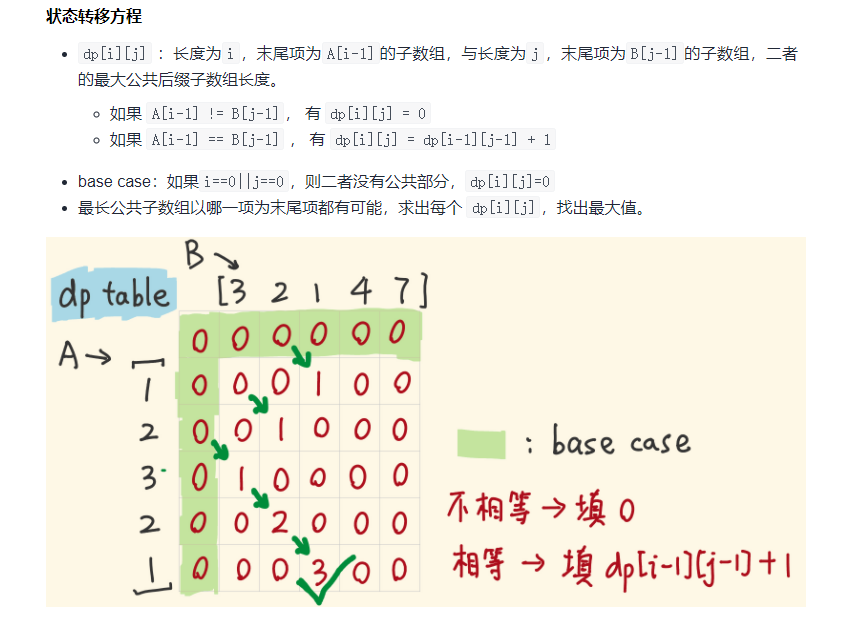 状态转移方程
dp[i][j] ：长度为 i ，末尾项为 A[i-1] 的子数组，与长度为 j ，末尾项为 B[j-1] 的子数组，二者
的最大公共后缀子数组长度。
如果 A[i-1] != B[j-1] ， 有 dp[i][j] = 0
如果 A[i-1] == B[j-1] ， 有 dp[i][j] = dp[i-1][j-1] + 1
base case：如果 i==0||j==0 ，则二者没有公共部分， dp[i][j]=0
最长公共子数组以哪一项为末尾项都有可能，求出每个 dp[i][j] ，找出最大值。
B
dp table [3 2 1 4 7]
0 0 0 0 0 0
A→ [
1 0 0 0 1 0 0
2 0 0 1 0 0 0
3 0 1 0 0 0 0
2 0 0 2 0 0 0
1 0 0 0 3 0 0
]
: base case
不相等→填 0
相等 → 填 dp[i-1][j-1]+1